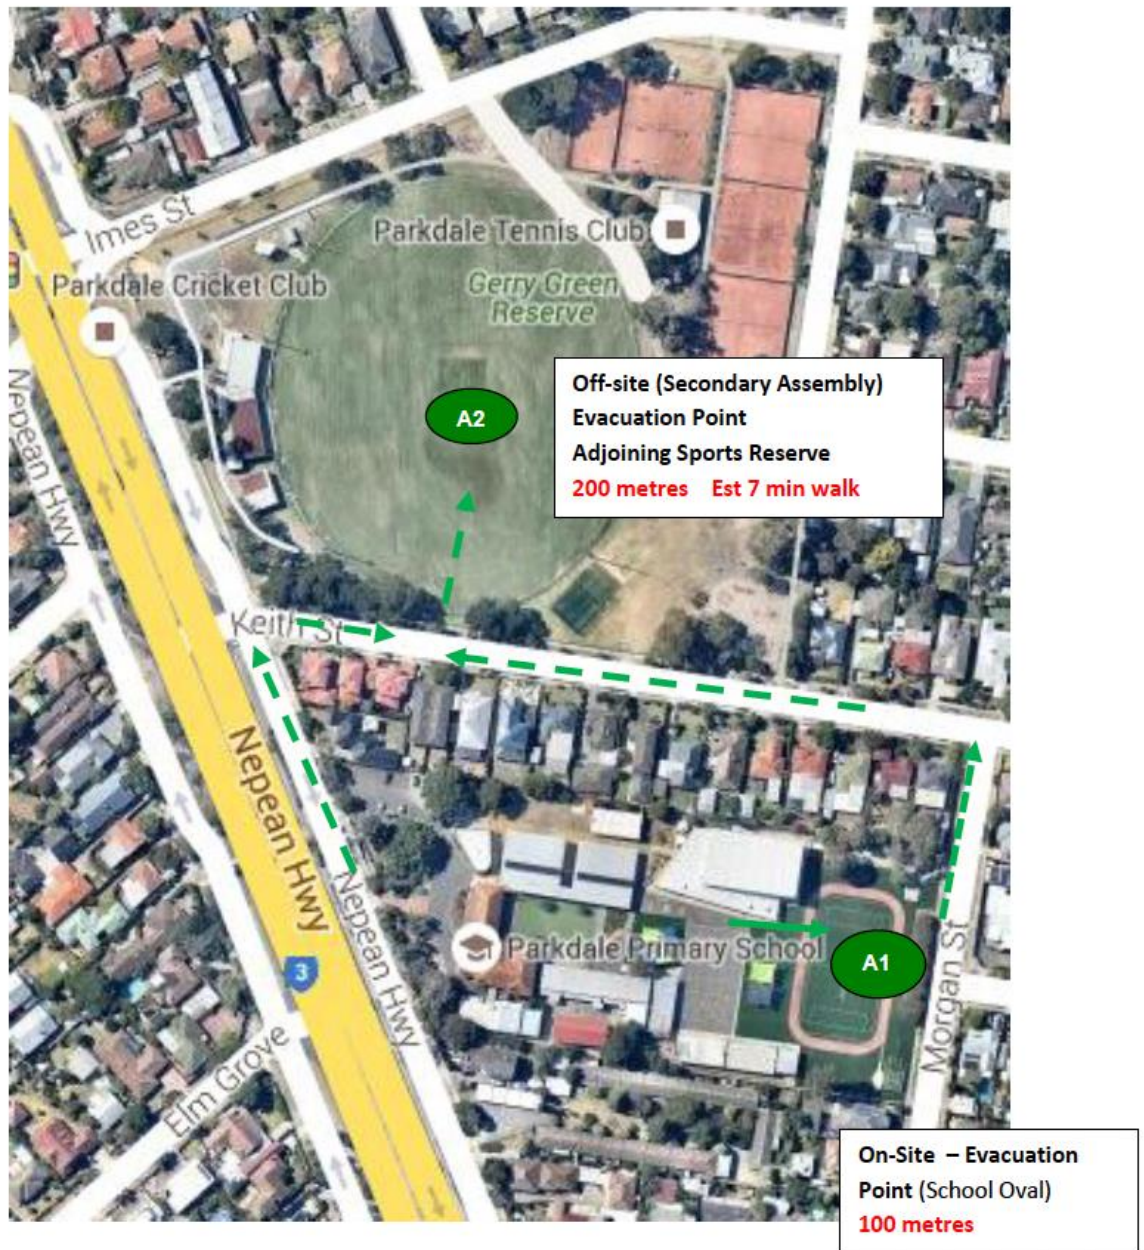 Imes St
Parkdale Tennis Club
Parkdale Cricket Club
Gerry Green
Reserve
Nepean Hwy
A2
Off-site (Secondary Assembly)
Evacuation Point
Adjoining Sports Reserve
200 metres Est 7 min walk
Keith St
Nepean Hwy
Nepean Hwy
3
Parkdale Primary School
A1
Morgan St
Elm Grove
On-Site – Evacuation
Point (School Oval)
100 metres